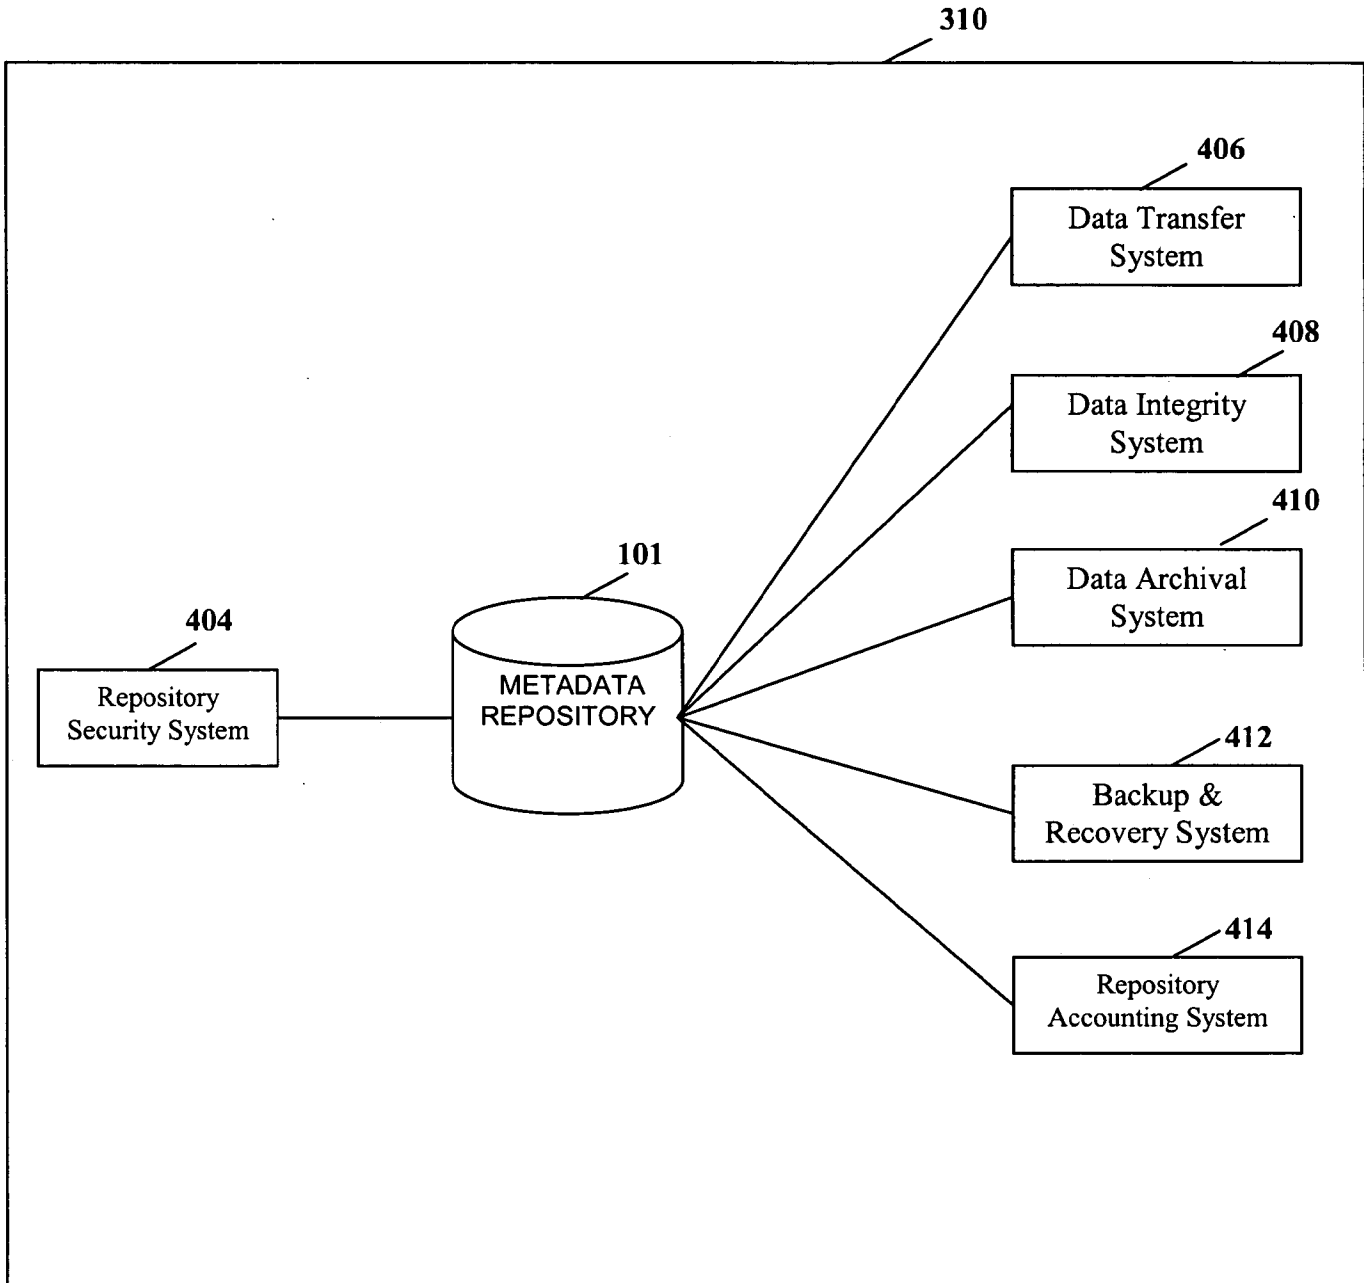 310
406
Data Transfer
System
408
Data Integrity
System
410
Data Archival
System
101
METADATA
REPOSITORY
404
Repository
Security System
412
Backup &
Recovery System
414
Repository
Accounting System